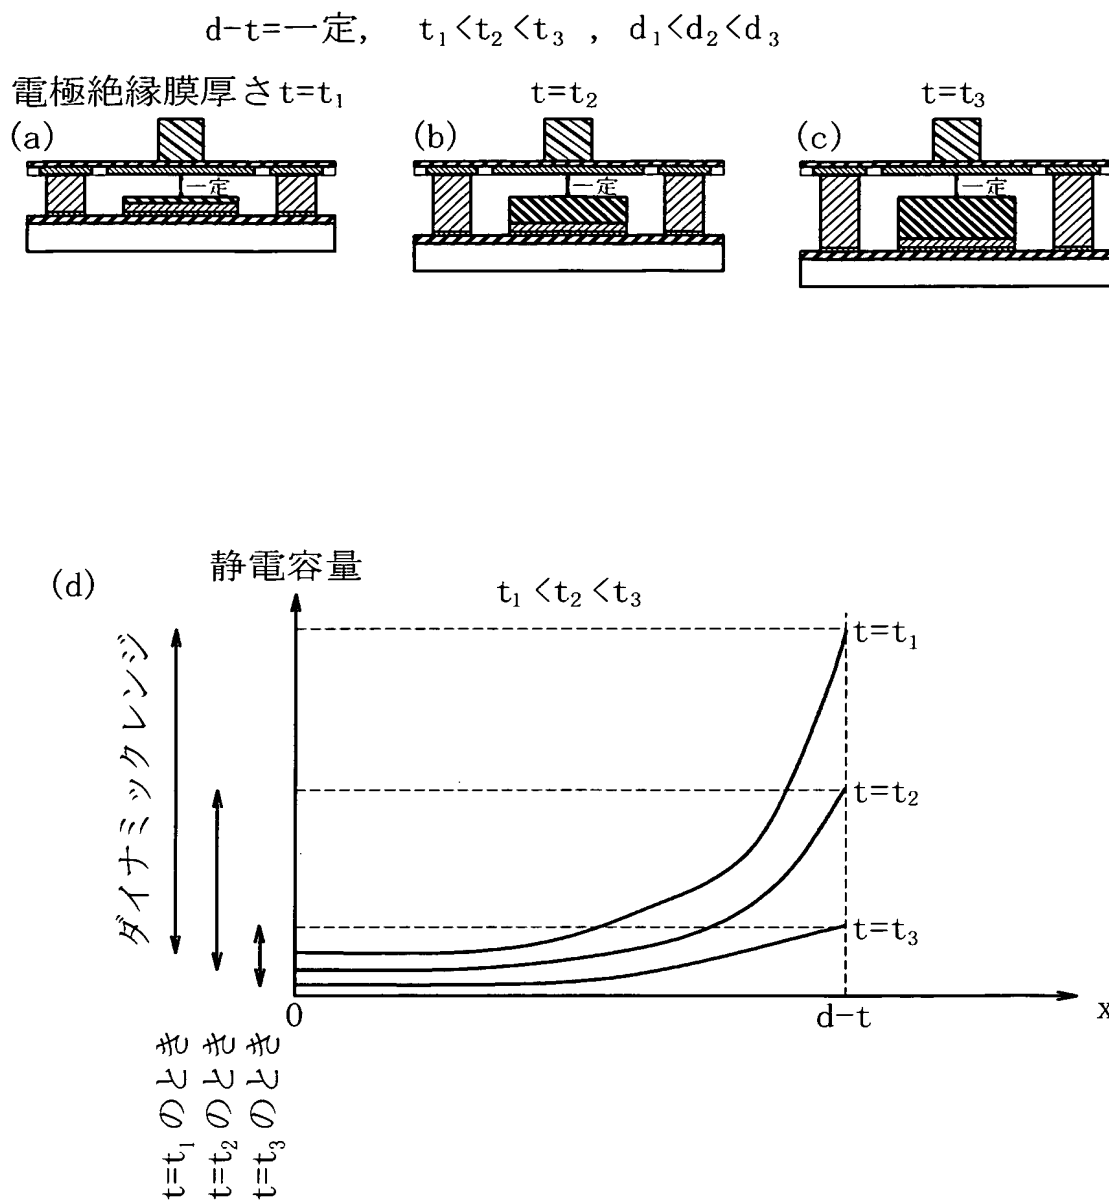 d-t=一定, t₁<t₂<t₃ , d₁<d₂<d₃
電極絶縁膜厚さt=t₁
t=t₂
t=t₃
(a)
(b)
(c)
一定
一定
一定
(d)
静電容量
t₁<t₂<t₃
ダイナミックレンジ
t=t₁
t=t₂
t=t₃
0
d-t
x
t=t₁のとき
t=t₂のとき
t=t₃のとき